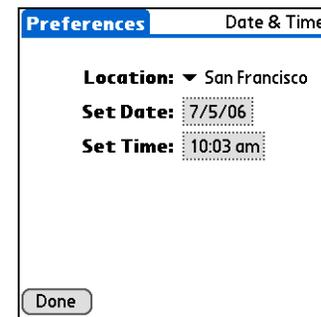 Preferences Date & Time
Location: San Francisco
Set Date: 7/5/06
Set Time: 10:03 am
Done